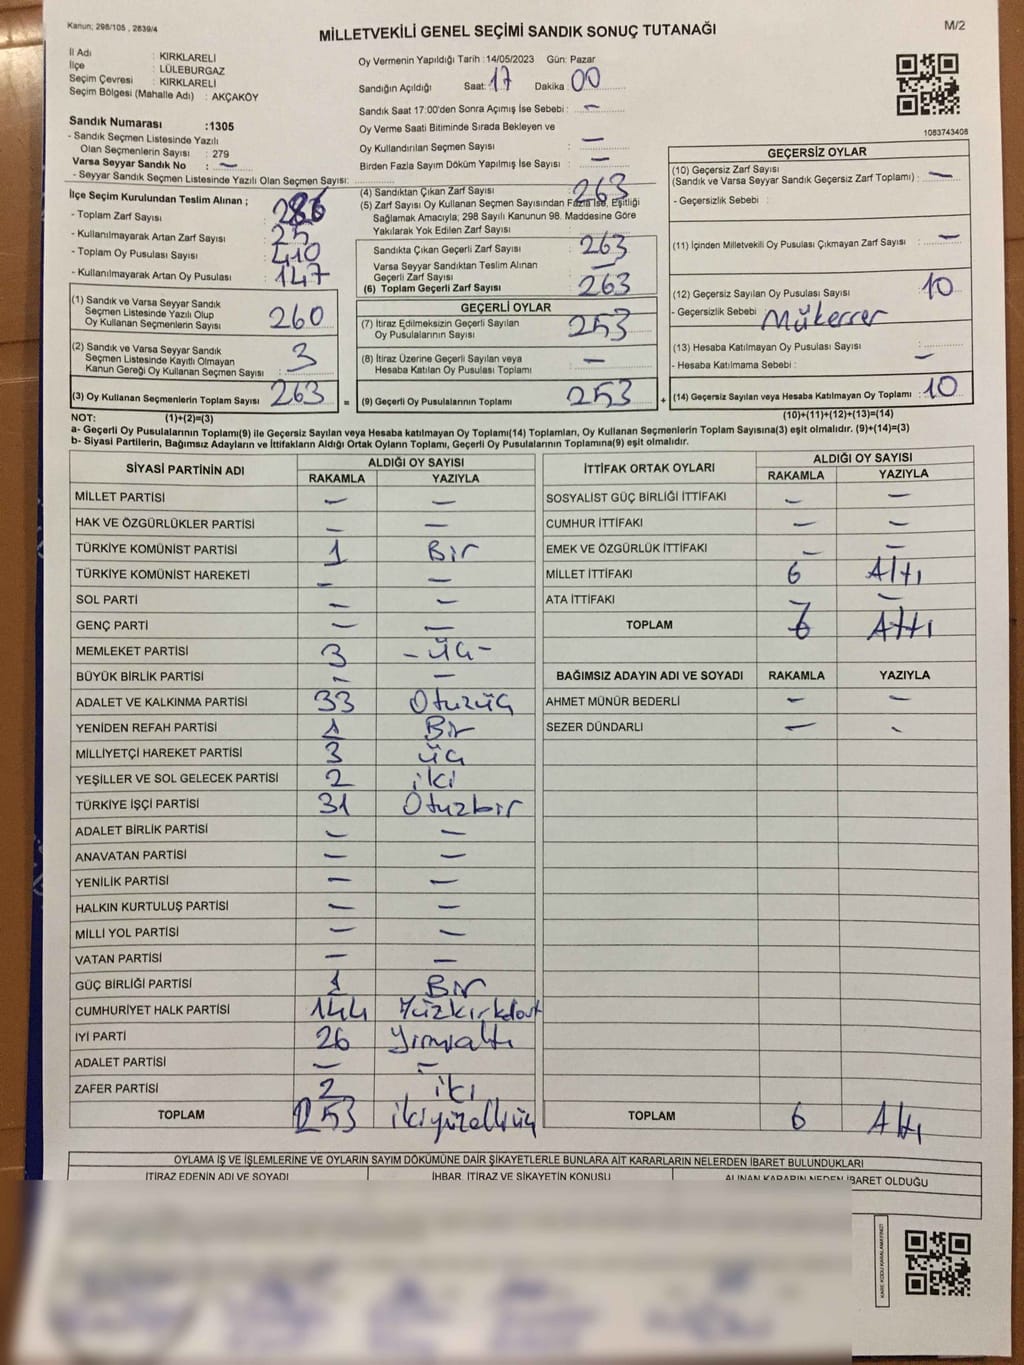 Kanun: 298/105 , 2839/4
MİLLETVEKİLİ GENEL SEÇİMİ SANDIK SONUÇ TUTANAĞI
M/2
İl Adı : KIRKLARELİ
İlçe : LÜLEBURGAZ
Seçim Çevresi : KIRKLARELİ
Seçim Bölgesi (Mahalle Adı) : AKÇAKÖY
Sandık Numarası :1305
- Sandık Seçmen Listesinde Yazılı
Olan Seçmenlerin Sayısı : 279
Varsa Seyyar Sandık No : -
- Seyyar Sandık Seçmen Listesinde Yazılı Olan Seçmen Sayısı:
Oy Vermenin Yapıldığı Tarih :14/05/2023 Gün: Pazar
Sandığın Açıldığı Saat: 17 Dakika 00
Sandık Saat 17:00'den Sonra Açımış İse Sebebi : -
Oy Verme Saati Bitiminde Sırada Bekleyen ve
Oy Kullandırılan Seçmen Sayısı : -
Birden Fazla Sayım Döküm Yapılmış İse Sayısı : -
1083743408
İlçe Seçim Kurulundan Teslim Alınan ;
- Toplam Zarf Sayısı :
- Kullanılmayarak Artan Zarf Sayısı : 25
- Toplam Oy Pusulası Sayısı : 410
- Kullanılmayarak Artan Oy Pusulası : 147
(1) Sandık ve Varsa Seyyar Sandık
Seçmen Listesinde Yazılı Olup
Oy Kullanan Seçmenlerin Sayısı 260
(2) Sandık ve Varsa Seyyar Sandık
Seçmen Listesinde Kayıtlı Olmayan
Kanun Gereği Oy Kullanan Seçmen Sayısı : 3
(3) Oy Kullanan Seçmenlerin Toplam Sayısı 263
(4) Sandıktan Çıkan Zarf Sayısı : 263
(5) Zarf Sayısı Oy Kullanan Seçmen Sayısından Fazla İse, Eşitliği
Sağlamak Amacıyla; 298 Sayılı Kanunun 98. Maddesine Göre
Yakılarak Yok Edilen Zarf Sayısı :
Sandıkta Çıkan Geçerli Zarf Sayısı : 263
Varsa Seyyar Sandıktan Teslim Alınan
Geçerli Zarf Sayısı : -
(6) Toplam Geçerli Zarf Sayısı : 263
GEÇERLİ OYLAR
(7) İtiraz Edilmeksizin Geçerli Sayılan
Oy Pusulalarının Sayısı : 253
(8) İtiraz Üzerine Geçerli Sayılan veya
Hesaba Katılan Oy Pusulası Toplamı : -
= (9) Geçerli Oy Pusulalarının Toplamı 253
GEÇERSİZ OYLAR
(10) Geçersiz Zarf Sayısı
(Sandık ve Varsa Seyyar Sandık Geçersiz Zarf Toplamı) : -
- Geçersizlik Sebebi :
(11) İçinden Milletvekili Oy Pusulası Çıkmayan Zarf Sayısı : -
(12) Geçersiz Sayılan Oy Pusulası Sayısı : 10
- Geçersizlik Sebebi : Mükerrer
(13) Hesaba Katılmayan Oy Pusulası Sayısı :
- Hesaba Katılmama Sebebi : -
+ (14) Geçersiz Sayılan veya Hesaba Katılmayan Oy Toplamı : 10
NOT: (1)+(2)=(3)
(10)+(11)+(12)+(13)=(14)
a- Geçerli Oy Pusulalarının Toplamı(9) ile Geçersiz Sayılan veya Hesaba katılmayan Oy Toplamı(14) Toplamları, Oy Kullanan Seçmenlerin Toplam Sayısına(3) eşit olmalıdır. (9)+(14)=(3)
b- Siyasi Partilerin, Bağımsız Adayların ve İttifakların Aldığı Ortak Oyların Toplamı, Geçerli Oy Pusulalarının Toplamına(9) eşit olmalıdır.
SİYASİ PARTİNİN ADI ALDIĞI OY SAYISI
RAKAMLA YAZIYLA
MİLLET PARTİSİ - -
HAK VE ÖZGÜRLÜKLER PARTİSİ - -
TÜRKİYE KOMÜNİST PARTİSİ 1 Bir
TÜRKİYE KOMÜNİST HAREKETİ - -
SOL PARTİ - -
GENÇ PARTİ - -
MEMLEKET PARTİSİ 3 - üç -
BÜYÜK BİRLİK PARTİSİ - -
ADALET VE KALKINMA PARTİSİ 33 Otuzüç
YENİDEN REFAH PARTİSİ 1 Bir
MİLLİYETÇİ HAREKET PARTİSİ 3 üç
YEŞİLLER VE SOL GELECEK PARTİSİ 2 iki
TÜRKİYE İŞÇİ PARTİSİ 31 Otuzbir
ADALET BİRLİK PARTİSİ - -
ANAVATAN PARTİSİ - -
YENİLİK PARTİSİ - -
HALKIN KURTULUŞ PARTİSİ - -
MİLLİ YOL PARTİSİ - -
VATAN PARTİSİ - -
GÜÇ BİRLİĞİ PARTİSİ 1 Bir
CUMHURİYET HALK PARTİSİ 144 Yüzkırkdört
İYİ PARTİ 26 Yirmialtı
ADALET PARTİSİ - -
ZAFER PARTİSİ 2 iki
TOPLAM 253 ikiyüzelliüç
İTTİFAK ORTAK OYLARI ALDIĞI OY SAYISI
RAKAMLA YAZIYLA
SOSYALİST GÜÇ BİRLİĞİ İTTİFAKI - -
CUMHUR İTTİFAKI - -
EMEK VE ÖZGÜRLÜK İTTİFAKI - -
MİLLET İTTİFAKI 6 Altı
ATA İTTİFAKI - -
TOPLAM 6 Altı
BAĞIMSIZ ADAYIN ADI VE SOYADI RAKAMLA YAZIYLA
AHMET MÜNÜR BEDERLİ - -
SEZER DÜNDARLI - -
TOPLAM 6 Altı
OYLAMA İŞ VE İŞLEMLERİNE VE OYLARIN SAYIM DÖKÜMÜNE DAİR ŞİKAYETLERLE BUNLARA AİT KARARLARIN NELERDEN İBARET BULUNDUKLARI
İTİRAZ EDENİN ADI VE SOYADI İHBAR, İTİRAZ VE ŞİKAYETİN KONUSU ALINAN KARARIN NEDEN İBARET OLDUĞU
KARE KODU KARALAMAYINIZ!